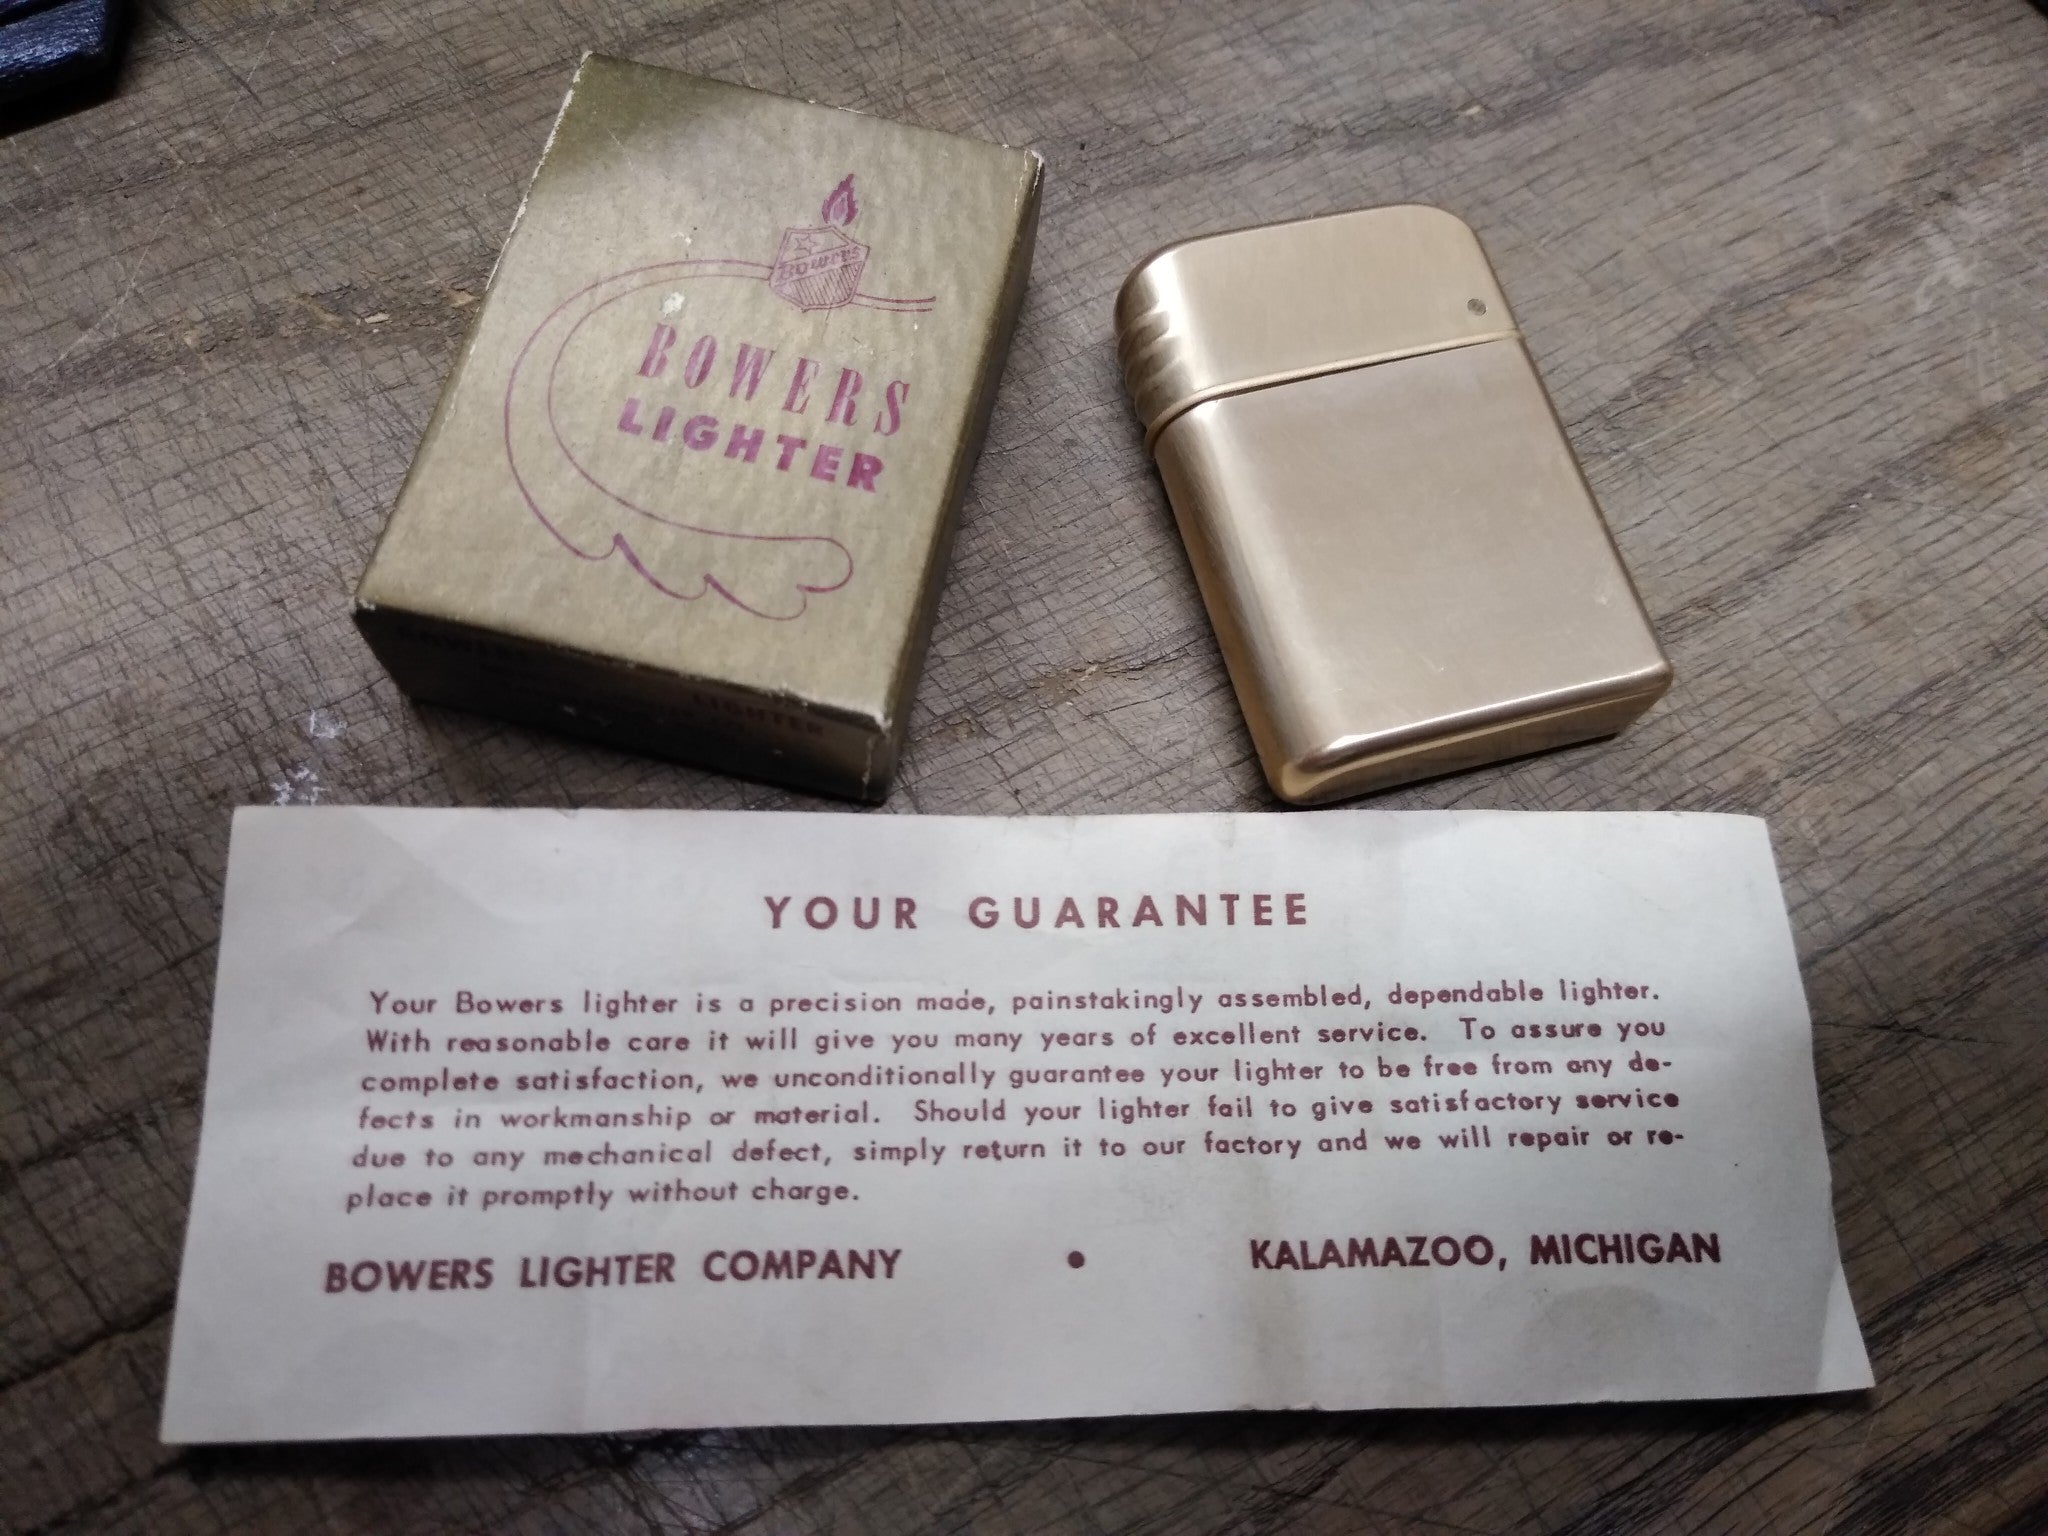 Bowers
BOWERS
LIGHTER
LIGHTER
YOUR GUARANTEE
Your Bowers lighter is a precision made, painstakingly assembled, dependable lighter.
With reasonable care it will give you many years of excellent service. To assure you
complete satisfaction, we unconditionally guarantee your lighter to be free from any de-
fects in workmanship or material. Should your lighter fail to give satisfactory service
due to any mechanical defect, simply return it to our factory and we will repair or re-
place it promptly without charge.
BOWERS LIGHTER COMPANY • KALAMAZOO, MICHIGAN